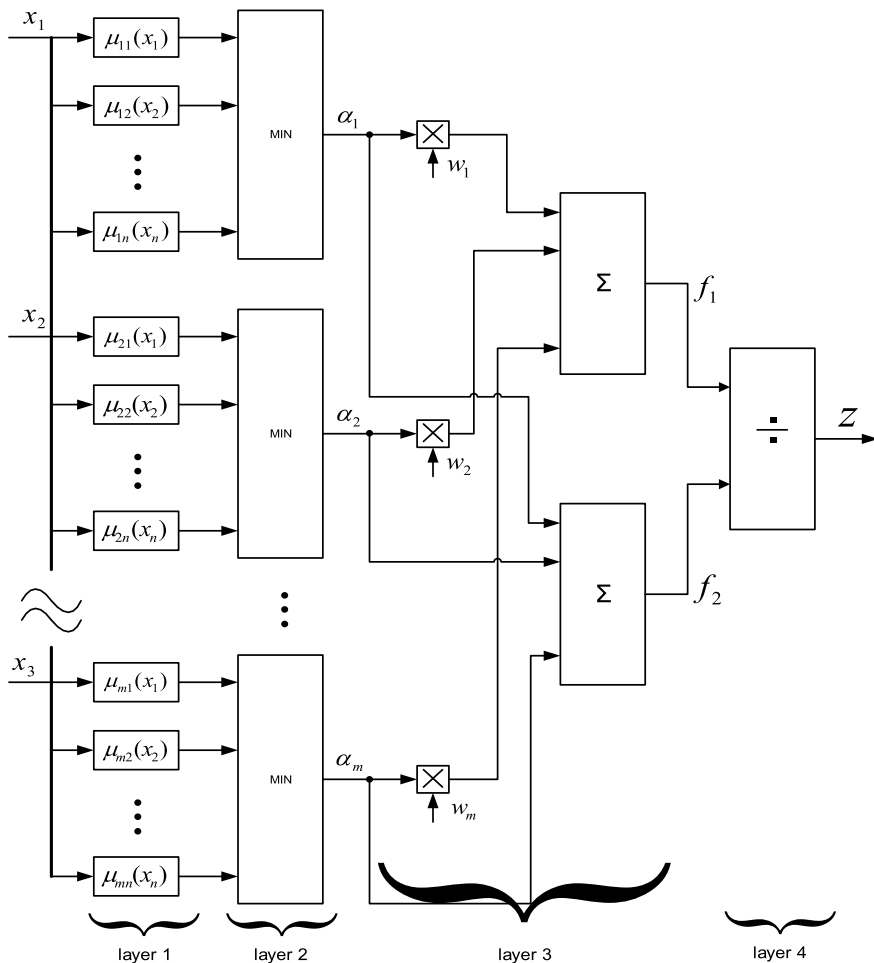 x₁
μ₁₁(x₁)
μ₁₂(x₂)
μ₁ₙ(xₙ)
MIN
α₁
w₁
Σ
f₁
x₂
μ₂₁(x₁)
μ₂₂(x₂)
μ₂ₙ(xₙ)
MIN
α₂
w₂
÷
z
Σ
f₂
x₃
μₘ₁(x₁)
μₘ₂(x₂)
μₘₙ(xₙ)
MIN
αₘ
wₘ
layer 1
layer 2
layer 3
layer 4